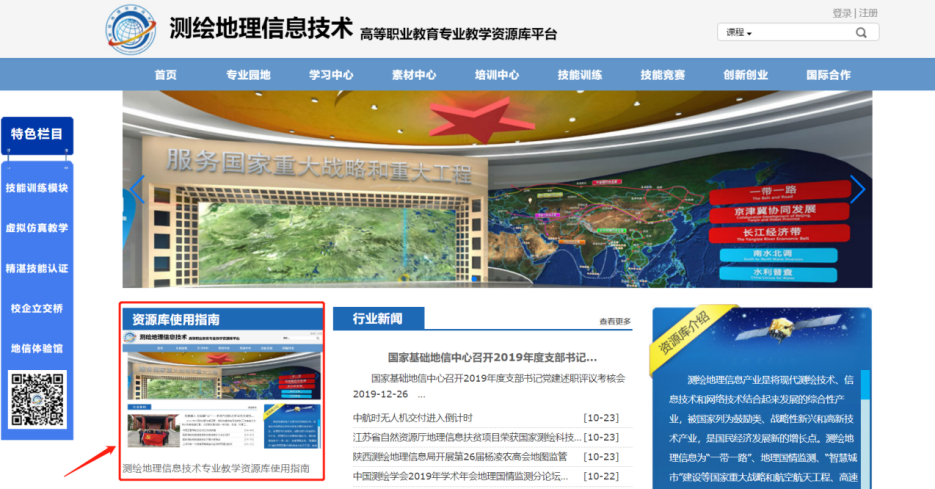 登录 | 注册
测绘地理信息技术 高等职业教育专业教学资源库平台
课程
首页 专业园地 学习中心 素材中心 培训中心 技能训练 技能竞赛 创新创业 国际合作
特色栏目
技能训练模块
虚拟仿真教学
精湛技能认证
校企立交桥
地信体验馆
服务国家重大战略和重大工程
一带一路
The Belt and Road
京津冀协同发展
长江经济带
The Yangtze River Economic Belt
南水北调
水利普查
资源库使用指南
测绘地理信息技术专业教学资源库使用指南
行业新闻 查看更多
国家基础地信中心召开2019年度支部书记...
国家基础地信中心召开2019年度支部书记党建述职评议考核会
2019-12-26 ...
中航时无人机交付进入倒计时 [10-23]
江苏省自然资源厅地理信息扶资项目荣获国家测绘科技... [10-23]
陕西测绘地理信息局开展第26届杨凌农高会地图监管 [10-23]
中国测绘学会2019年学术年会地理国情监测分论坛... [10-22]
资源库介绍
测绘地理信息产业是将现代测绘技术、信
息技术和网络技术结合起来发展的综合性产
业，被国家列为鼓励类、战略性新兴和高新技
术产业，是国民经济发展新的增长点。测绘地
理信息为“一带一路”、地理国情监测、“智慧城
市”建设等国家重大战略和航空航天工程、高速